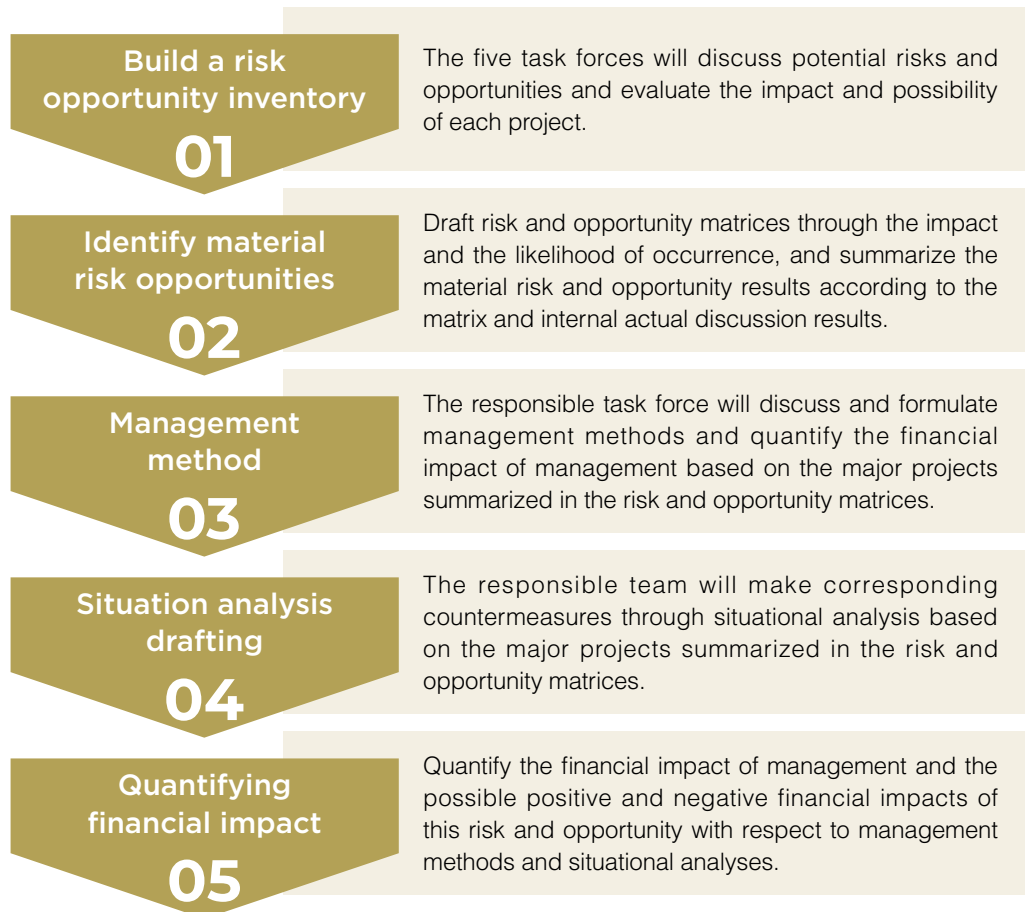 Build a risk
opportunity inventory
01
The five task forces will discuss potential risks and
opportunities and evaluate the impact and possibility
of each project.
Identify material
risk opportunities
02
Draft risk and opportunity matrices through the impact
and the likelihood of occurrence, and summarize the
material risk and opportunity results according to the
matrix and internal actual discussion results.
Management
method
03
The responsible task force will discuss and formulate
management methods and quantify the financial
impact of management based on the major projects
summarized in the risk and opportunity matrices.
Situation analysis
drafting
04
The responsible team will make corresponding
countermeasures through situational analysis based
on the major projects summarized in the risk and
opportunity matrices.
Quantifying
financial impact
05
Quantify the financial impact of management and the
possible positive and negative financial impacts of
this risk and opportunity with respect to management
methods and situational analyses.